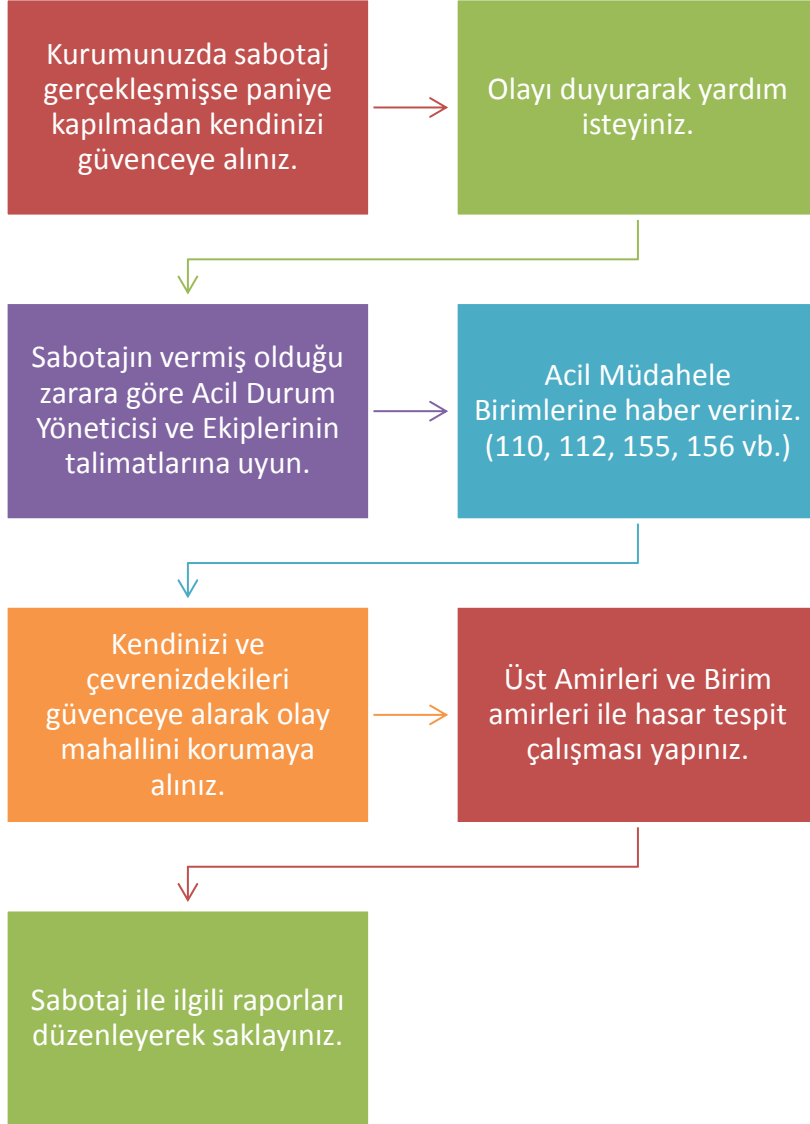 Kurumunuzda sabotaj
gerçekleşmişse paniye
kapılmadan kendinizi
güvenceye alınız.
Olayı duyurarak yardım
isteyiniz.
Sabotajın vermiş olduğu
zarara göre Acil Durum
Yöneticisi ve Ekiplerinin
talimatlarına uyun.
Acil Müdahele
Birimlerine haber veriniz.
(110, 112, 155, 156 vb.)
Kendinizi ve
çevrenizdekileri
güvenceye alarak olay
mahallini korumaya
alınız.
Üst Amirleri ve Birim
amirleri ile hasar tespit
çalışması yapınız.
Sabotaj ile ilgili raporları
düzenleyerek saklayınız.